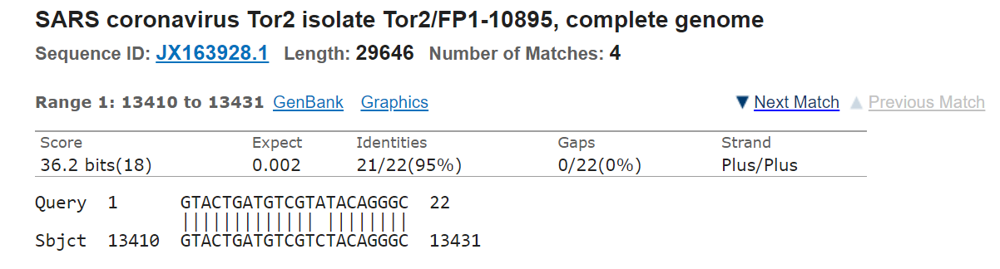 SARS coronavirus Tor2 isolate Tor2/FP1-10895, complete genome
Sequence ID: JX163928.1 Length: 29646 Number of Matches: 4
Range 1: 13410 to 13431 GenBank Graphics ▼ Next Match ▲ Previous Match
Score Expect Identities Gaps Strand
36.2 bits(18) 0.002 21/22(95%) 0/22(0%) Plus/Plus
Query 1 GTACTGATGTCGTATACAGGGC 22
||||||||||||| ||||||||
Sbjct 13410 GTACTGATGTCGTCTACAGGGC 13431